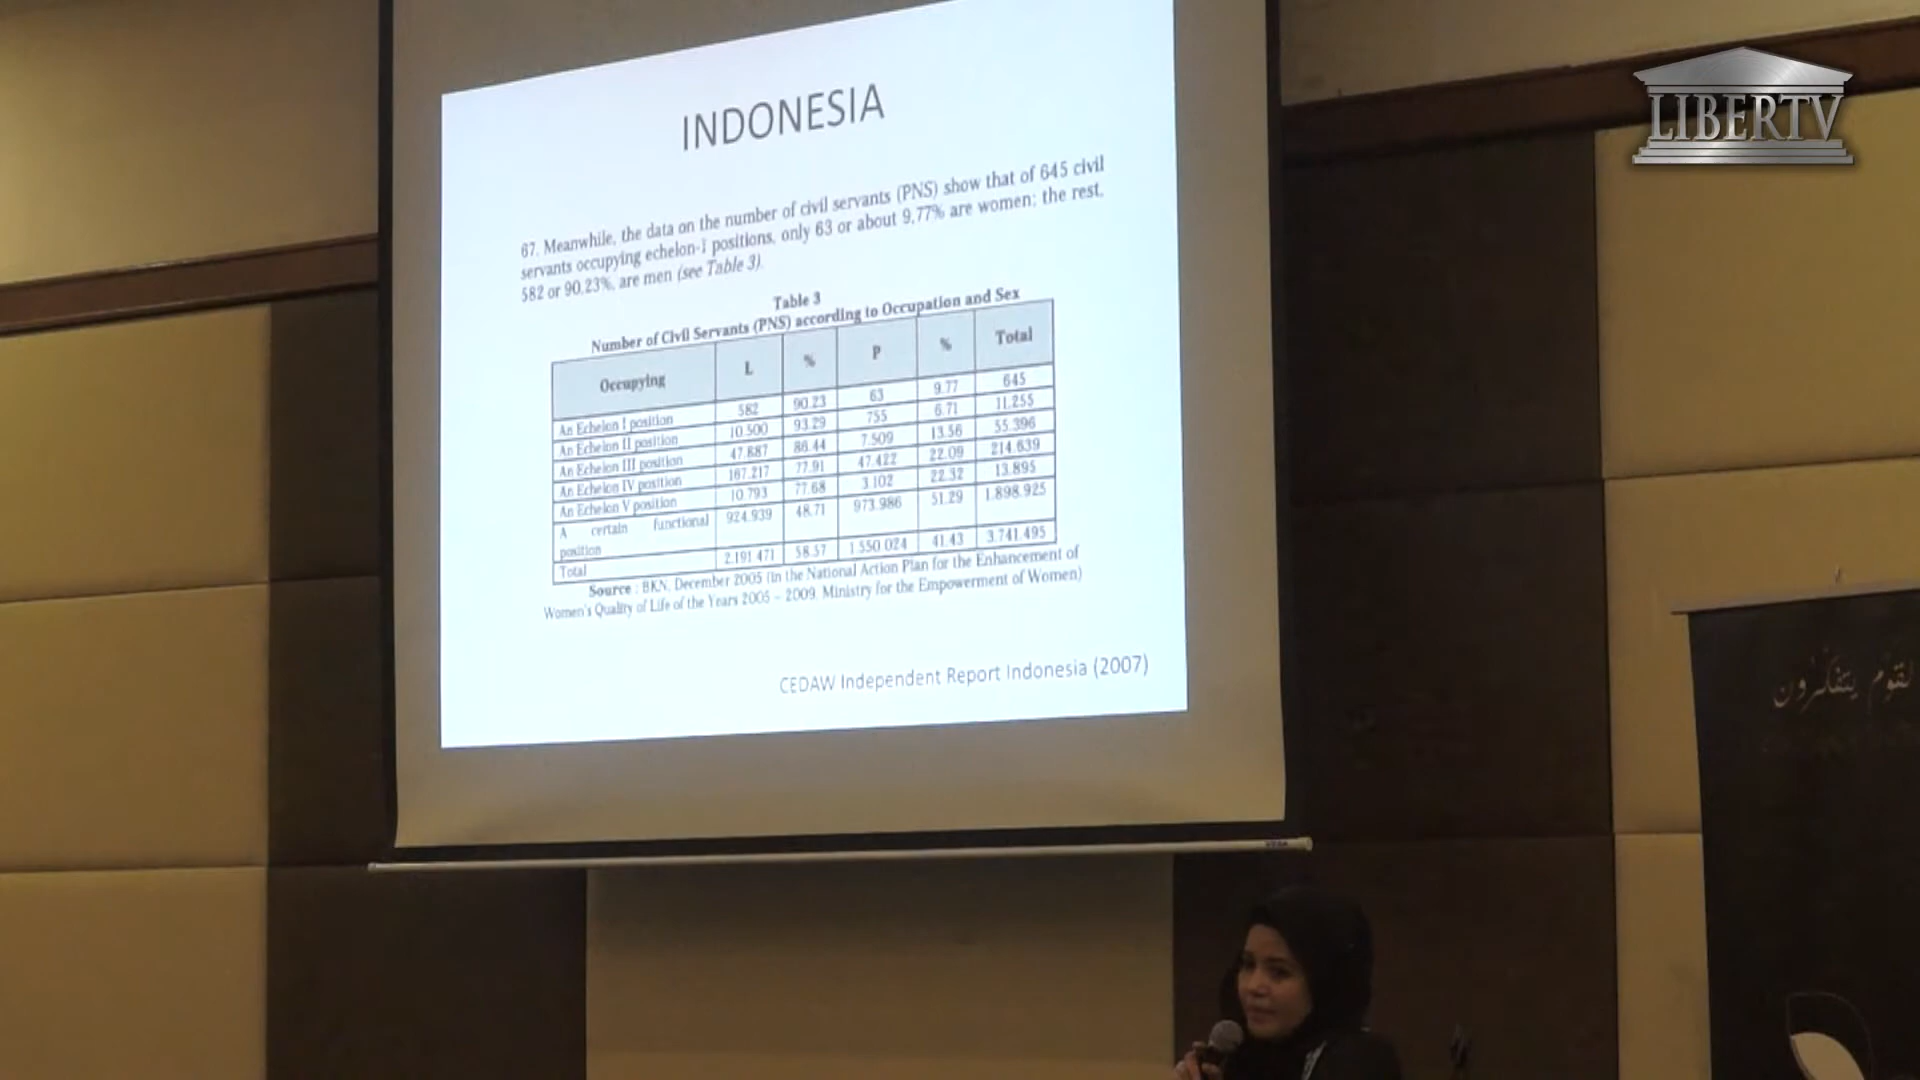 LIBERTV
INDONESIA
67. Meanwhile, the data on the number of civil servants (PNS) show that of 645 civil
servants occupying echelon-I positions, only 63 or about 9,77% are women; the rest,
582 or 90,23%, are men (see Table 3).
Table 3
Number of Civil Servants (PNS) according to Occupation and Sex
Occupying L % P % Total
An Echelon I position 582 90.23 63 9.77 645
An Echelon II position 10.500 93.29 755 6.71 11.255
An Echelon III position 47.887 86.44 7.509 13.56 55.396
An Echelon IV position 167.217 77.91 47.422 22.09 214.639
An Echelon V position 10.793 77.68 3.102 22.32 13.895
A certain functional 924.939 48.71 973.986 51.29 1.898.925
position
Total 2.191.471 58.57 1.550.024 41.43 3.741.495
Source : BKN, December 2005 (in the National Action Plan for the Enhancement of
Women's Quality of Life of the Years 2005 – 2009. Ministry for the Empowerment of Women)
CEDAW Independent Report Indonesia (2007)
لقوم يتفكرون